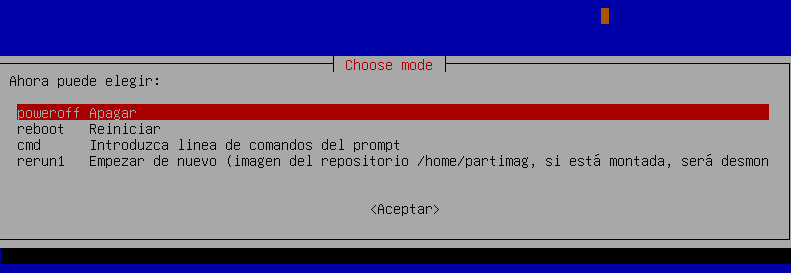 Choose mode
Ahora puede elegir:
poweroff Apagar
reboot Reiniciar
cmd Introduzca linea de comandos del prompt
rerun1 Empezar de nuevo (imagen del repositorio /home/partimag, si está montada, será desmon
<Aceptar>